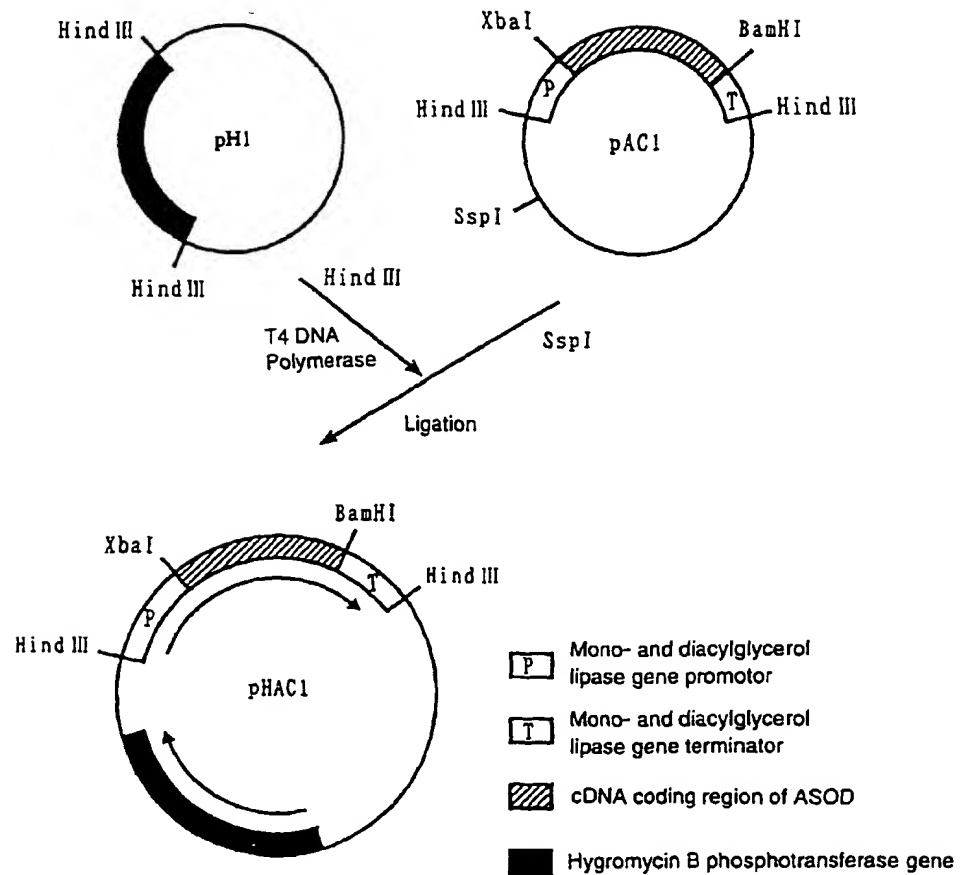 Hind III
pH1
Hind III
XbaI
BamHI
P
T
Hind III
Hind III
pAC1
SspI
Hind III
T4 DNA
Polymerase
SspI
Ligation
BamHI
XbaI
Hind III
T
P
Hind III
pHAC1
P Mono- and diacylglycerol
lipase gene promotor
T Mono- and diacylglycerol
lipase gene terminator
cDNA coding region of ASOD
Hygromycin B phosphotransferase gene